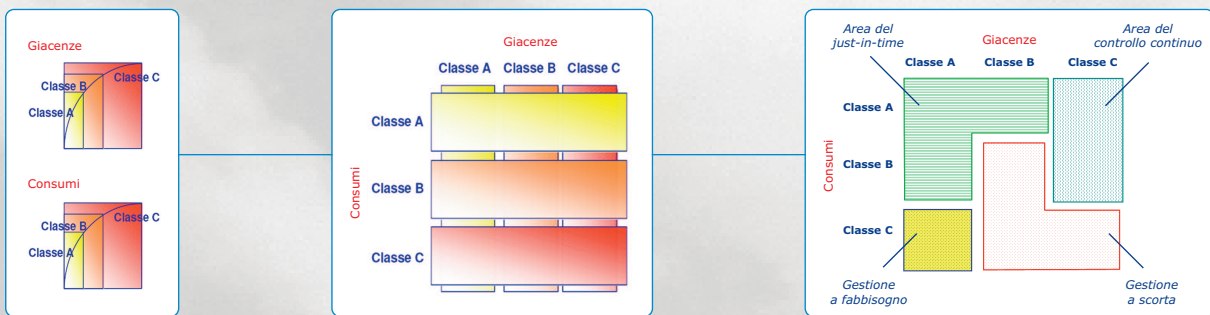 Giacenze
Classe B
Classe C
Classe A
Consumi
Classe B
Classe C
Classe A
Giacenze
Classe A
Classe B
Classe C
Consumi
Classe A
Classe B
Classe C
Area del
just-in-time
Giacenze
Area del
controllo continuo
Classe A
Classe B
Classe C
Consumi
Classe A
Classe B
Classe C
Gestione
a fabbisogno
Gestione
a scorta